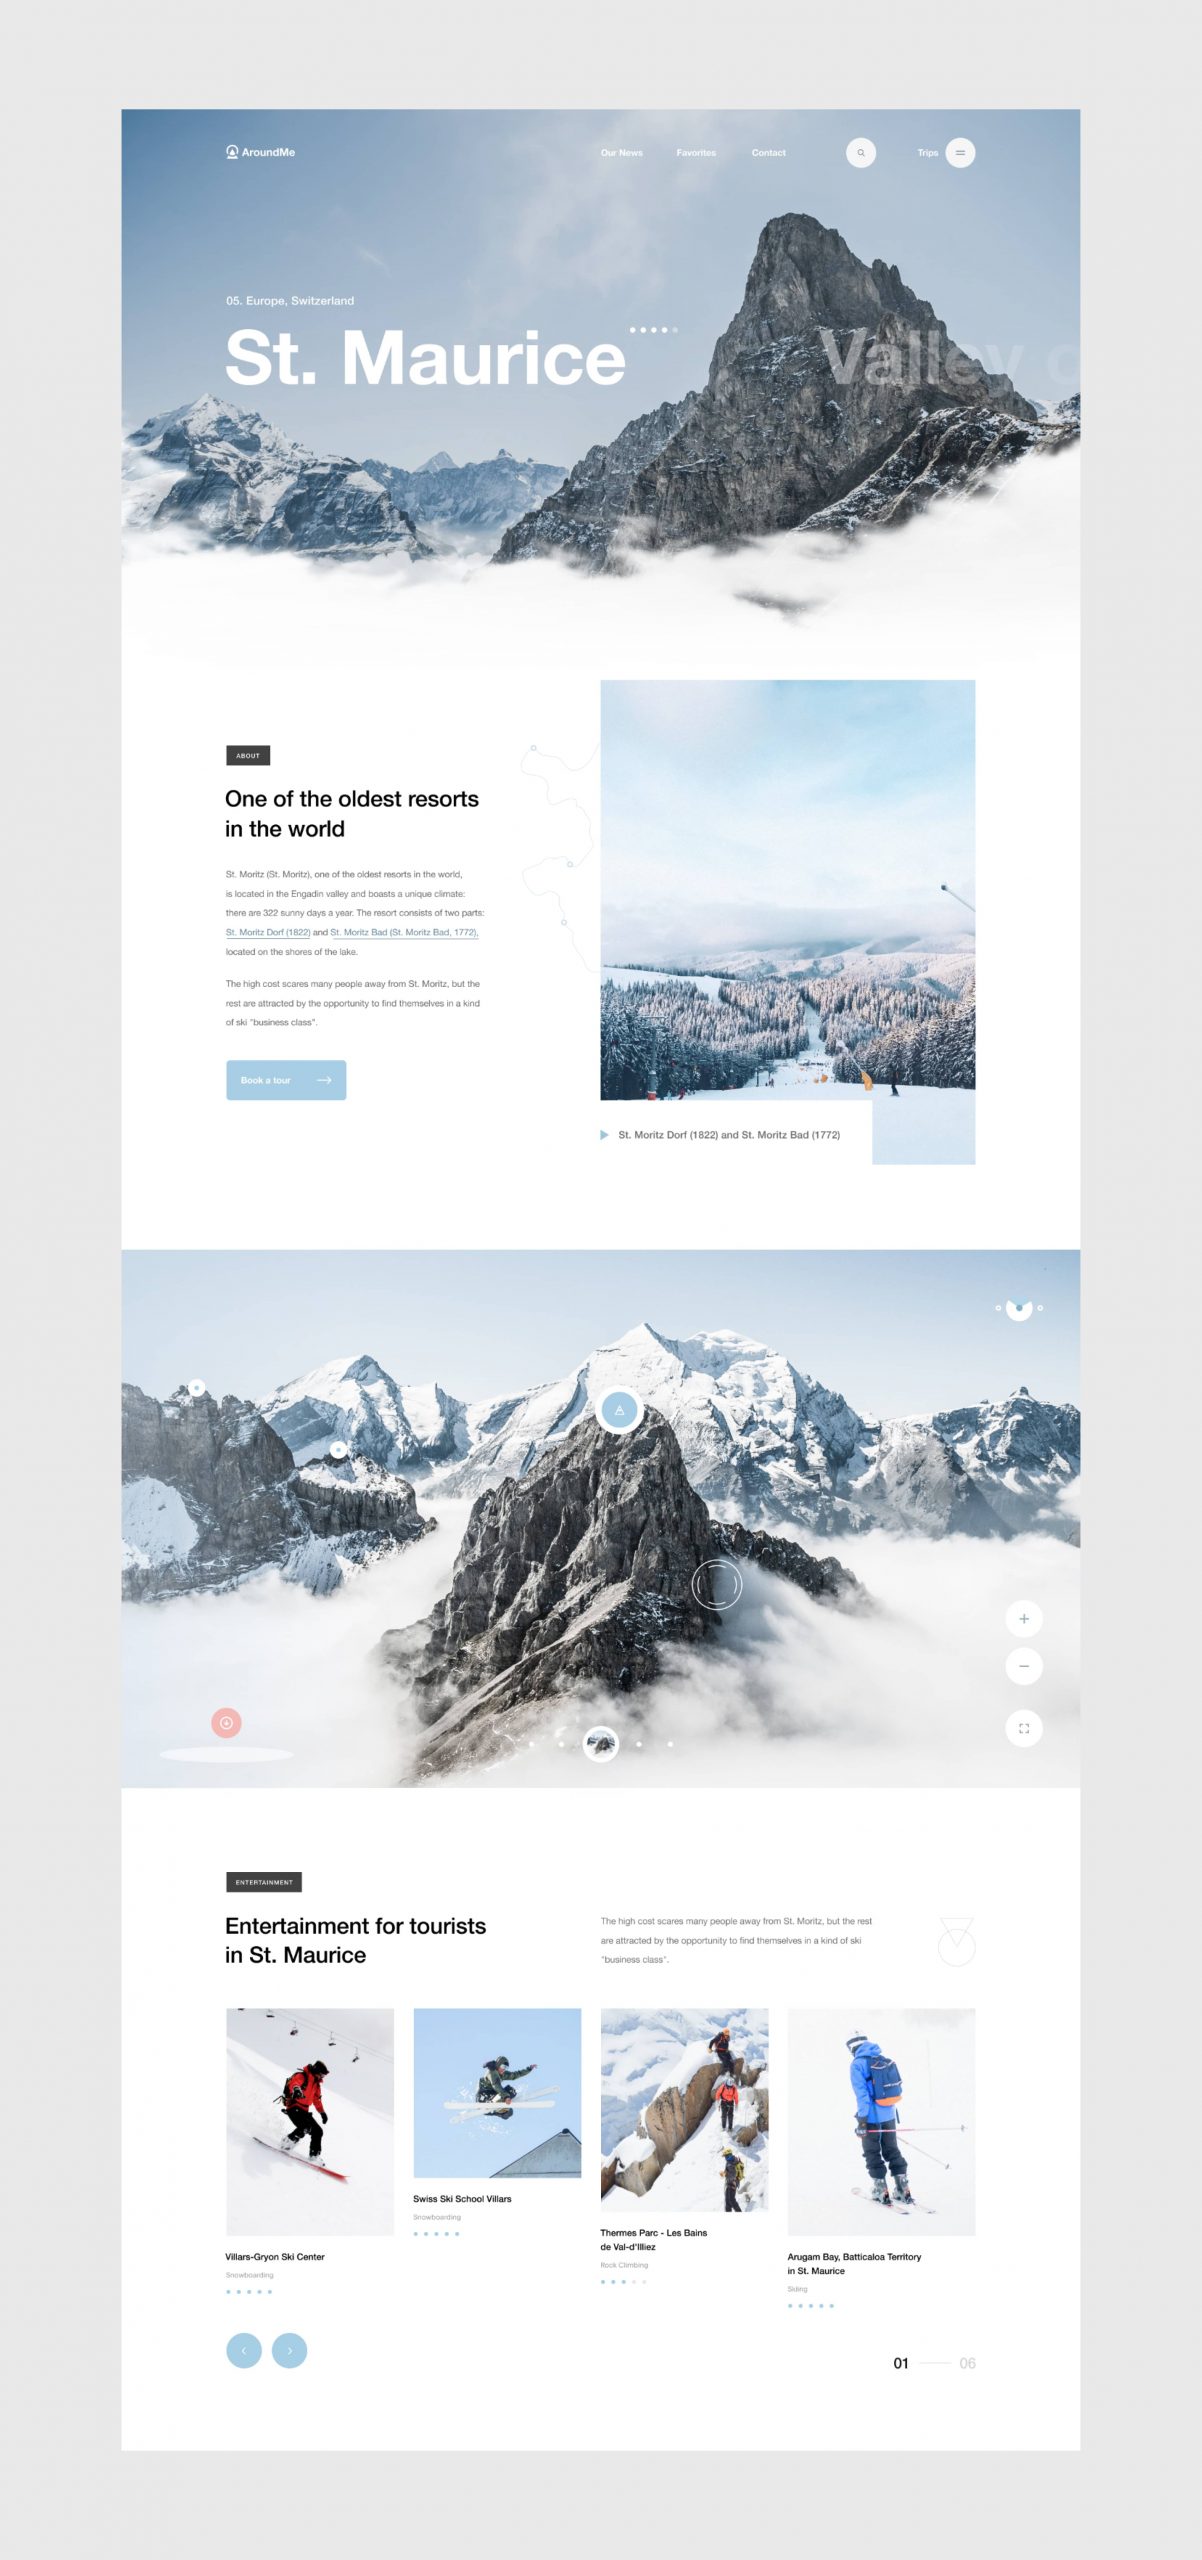 AroundMe
Our News
Favorites
Contact
Trips
05. Europe, Switzerland
St. Maurice
Valley
ABOUT
One of the oldest resorts
in the world
St. Moritz (St. Moritz), one of the oldest resorts in the world,
is located in the Engadin valley and boasts a unique climate:
there are 322 sunny days a year. The resort consists of two parts:
St. Moritz Dorf (1822) and St. Moritz Bad (St. Moritz Bad, 1772),
located on the shores of the lake.
The high cost scares many people away from St. Moritz, but the
rest are attracted by the opportunity to find themselves in a kind
of ski "business class".
Book a tour
St. Moritz Dorf (1822) and St. Moritz Bad (1772)
ENTERTAINMENT
Entertainment for tourists
in St. Maurice
The high cost scares many people away from St. Moritz, but the rest
are attracted by the opportunity to find themselves in a kind of ski
"business class".
Villars-Gryon Ski Center
Snowboarding
Swiss Ski School Villars
Snowboarding
Thermes Parc - Les Bains
de Val-d'Illiez
Rock Climbing
Arugam Bay, Batticaloa Territory
in St. Maurice
Siding
01
06